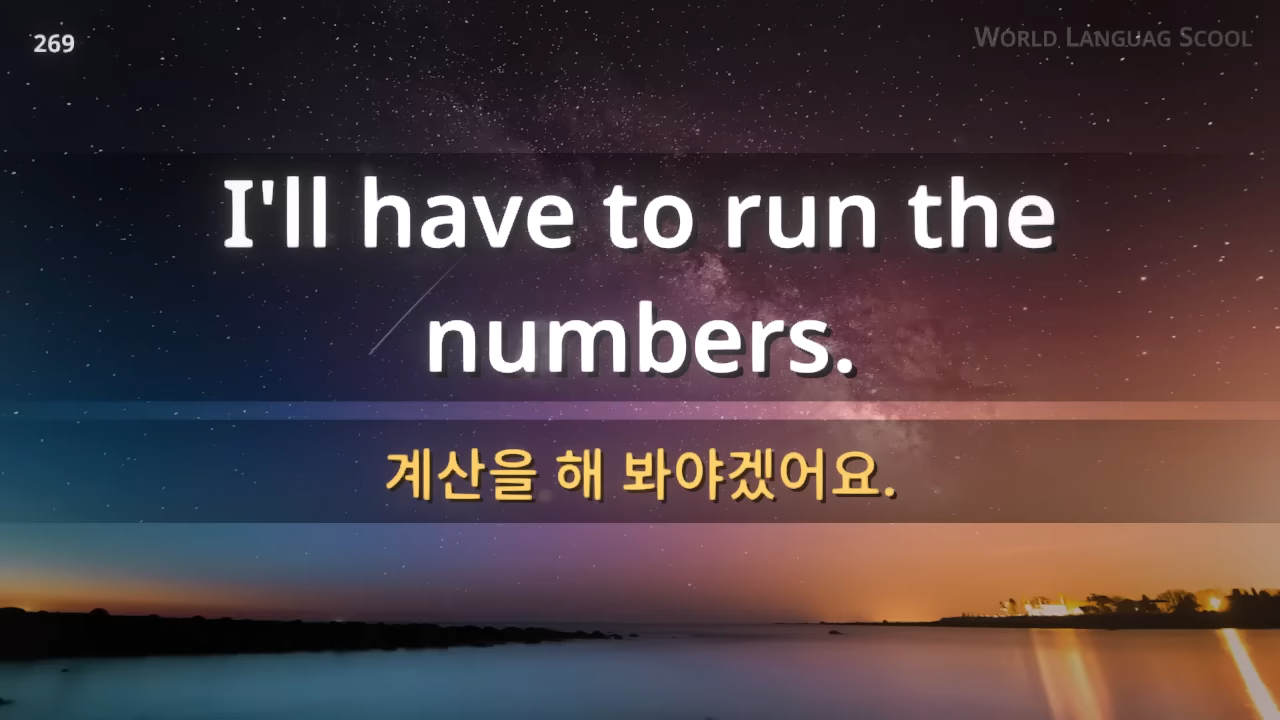 269
WORLD LANGUAG SCOOL
I'll have to run the
numbers.
계산을 해 봐야겠어요.